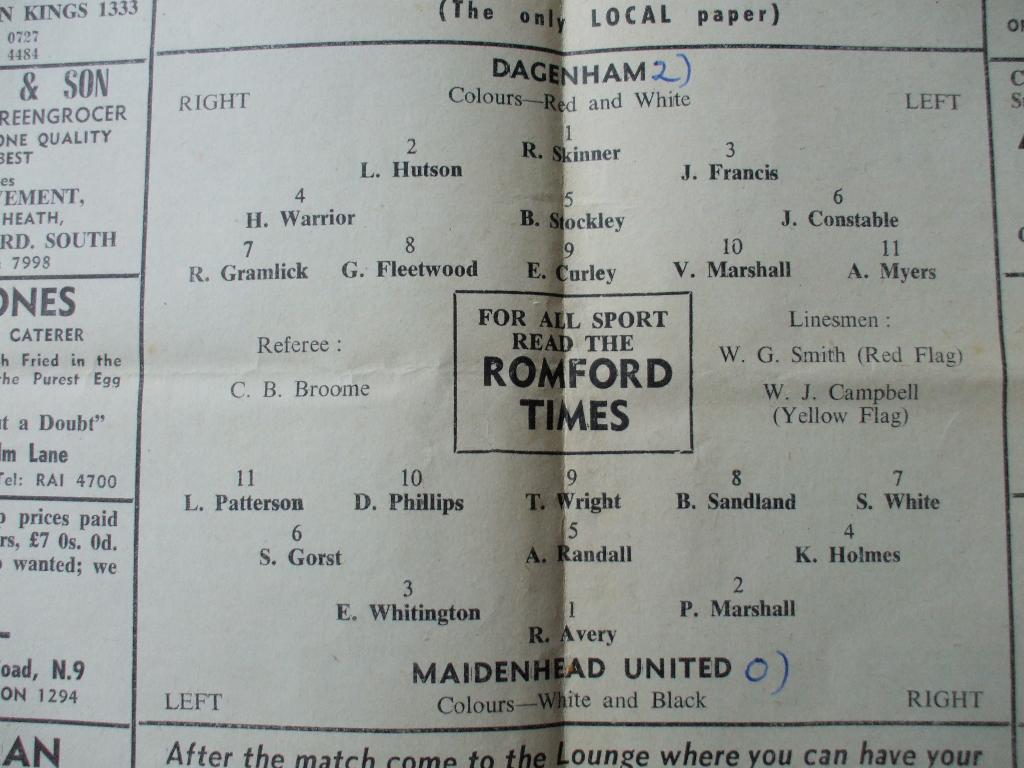 N KINGS 1333
0727
4484
& SON
REENGROCER
ONE QUALITY
BEST
es
VEMENT,
HEATH,
RD. SOUTH
7998
ONES
CATERER
h Fried in the
the Purest Egg
t a Doubt"
lm Lane
Tel: RAI 4700
p prices paid
rs, £7 0s. 0d.
wanted; we
oad, N.9
ON 1294
AN
(The only LOCAL paper)
DAGENHAM 2)
RIGHT Colours—Red and White LEFT
1
R. Skinner
2 3
L. Hutson J. Francis
4 5 6
H. Warrior B. Stockley J. Constable
7 8 9 10 11
R. Gramlick G. Fleetwood E. Curley V. Marshall A. Myers
Referee :
C. B. Broome
FOR ALL SPORT
READ THE
ROMFORD
TIMES
Linesmen :
W. G. Smith (Red Flag)
W. J. Campbell
(Yellow Flag)
11 10 9 8 7
L. Patterson D. Phillips T. Wright B. Sandland S. White
6 5 4
S. Gorst A. Randall K. Holmes
3 2
E. Whitington P. Marshall
1
R. Avery
MAIDENHEAD UNITED 0)
LEFT Colours—White and Black RIGHT
After the match come to the Lounge where you can have your